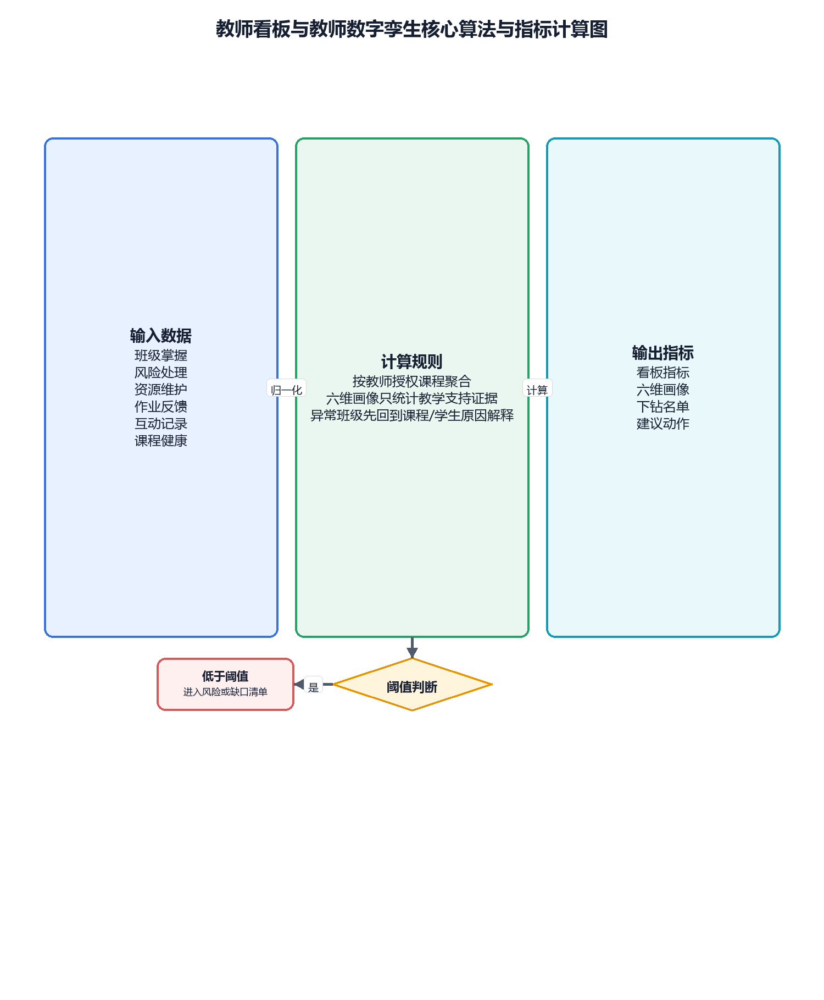 教师看板与教师数字孪生核心算法与指标计算图
输入数据
班级掌握
风险处理
资源维护
作业反馈
互动记录
课程健康
归一化
计算规则
按教师授权课程聚合
六维画像只统计教学支持证据
异常班级先回到课程/学生原因解释
计算
输出指标
看板指标
六维画像
下钻名单
建议动作
低于阈值
进入风险或缺口清单
是
阈值判断